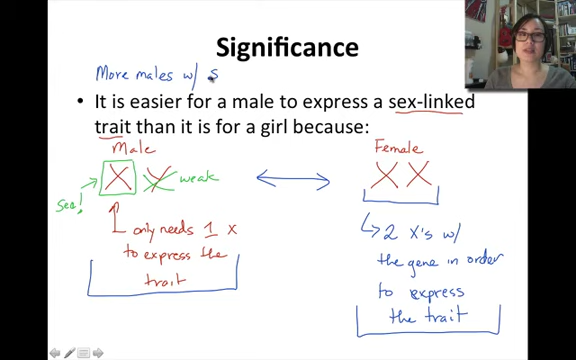 Significance
More males w/ s
• It is easier for a male to express a sex-linked
trait than it is for a girl because:
Male
X Y weak
see!
only needs 1 X
to express the
trait
Female
X X
2 X's w/
the gene in order
to express
the trait